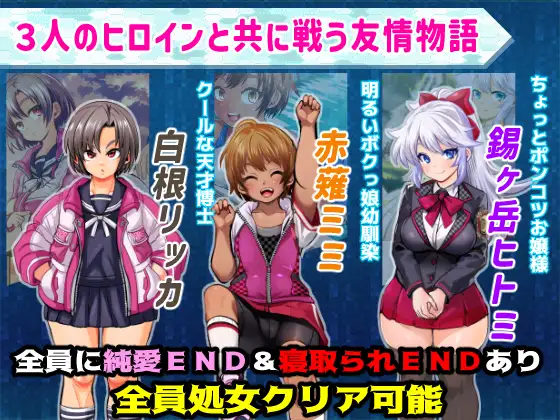 ３人のヒロインと共に戦う友情物語
クールな天才博士
白根リッカ
明るいボクっ娘幼馴染
赤薙ミミ
ちょっとポンコツお嬢様
錫ヶ岳ヒトミ
全員に純愛ＥＮＤ＆寝取られＥＮＤあり
全員処女クリア可能